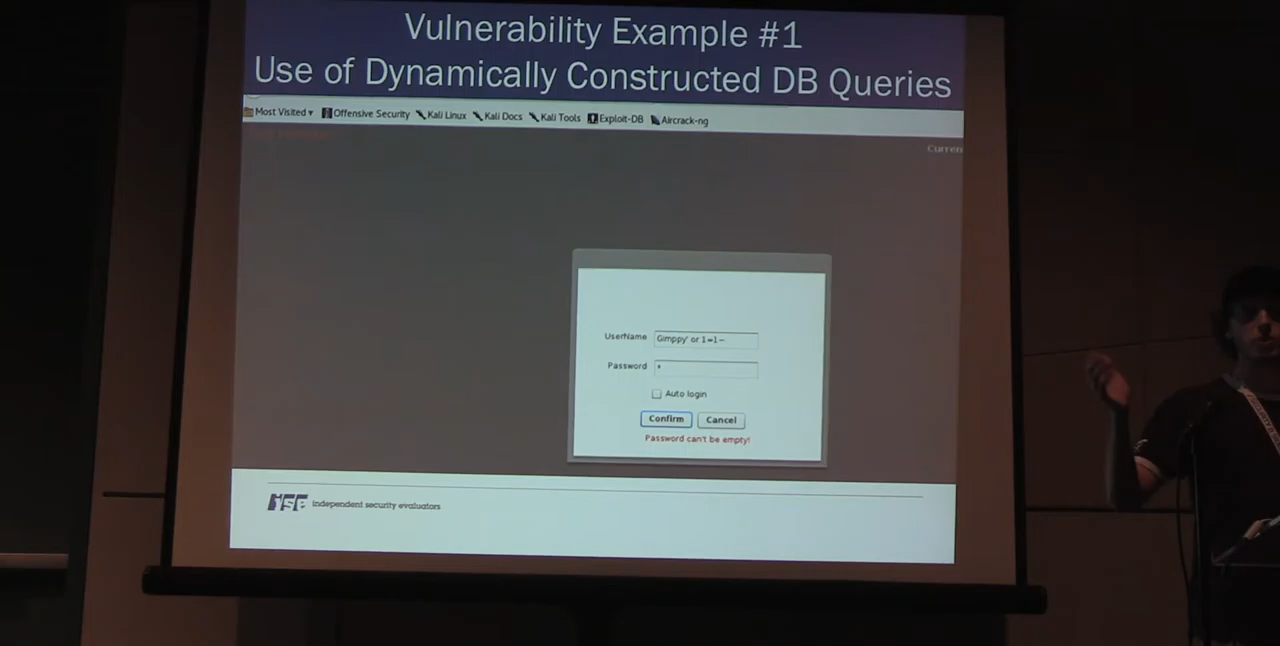 Vulnerability Example #1
Use of Dynamically Constructed DB Queries
Most Visited ▾ Offensive Security Kali Linux Kali Docs Kali Tools Exploit-DB Aircrack-ng
Curren
UserName Gimppy' or 1=1--
Password *
Auto login
Confirm Cancel
Password can't be empty!
ise independent security evaluators